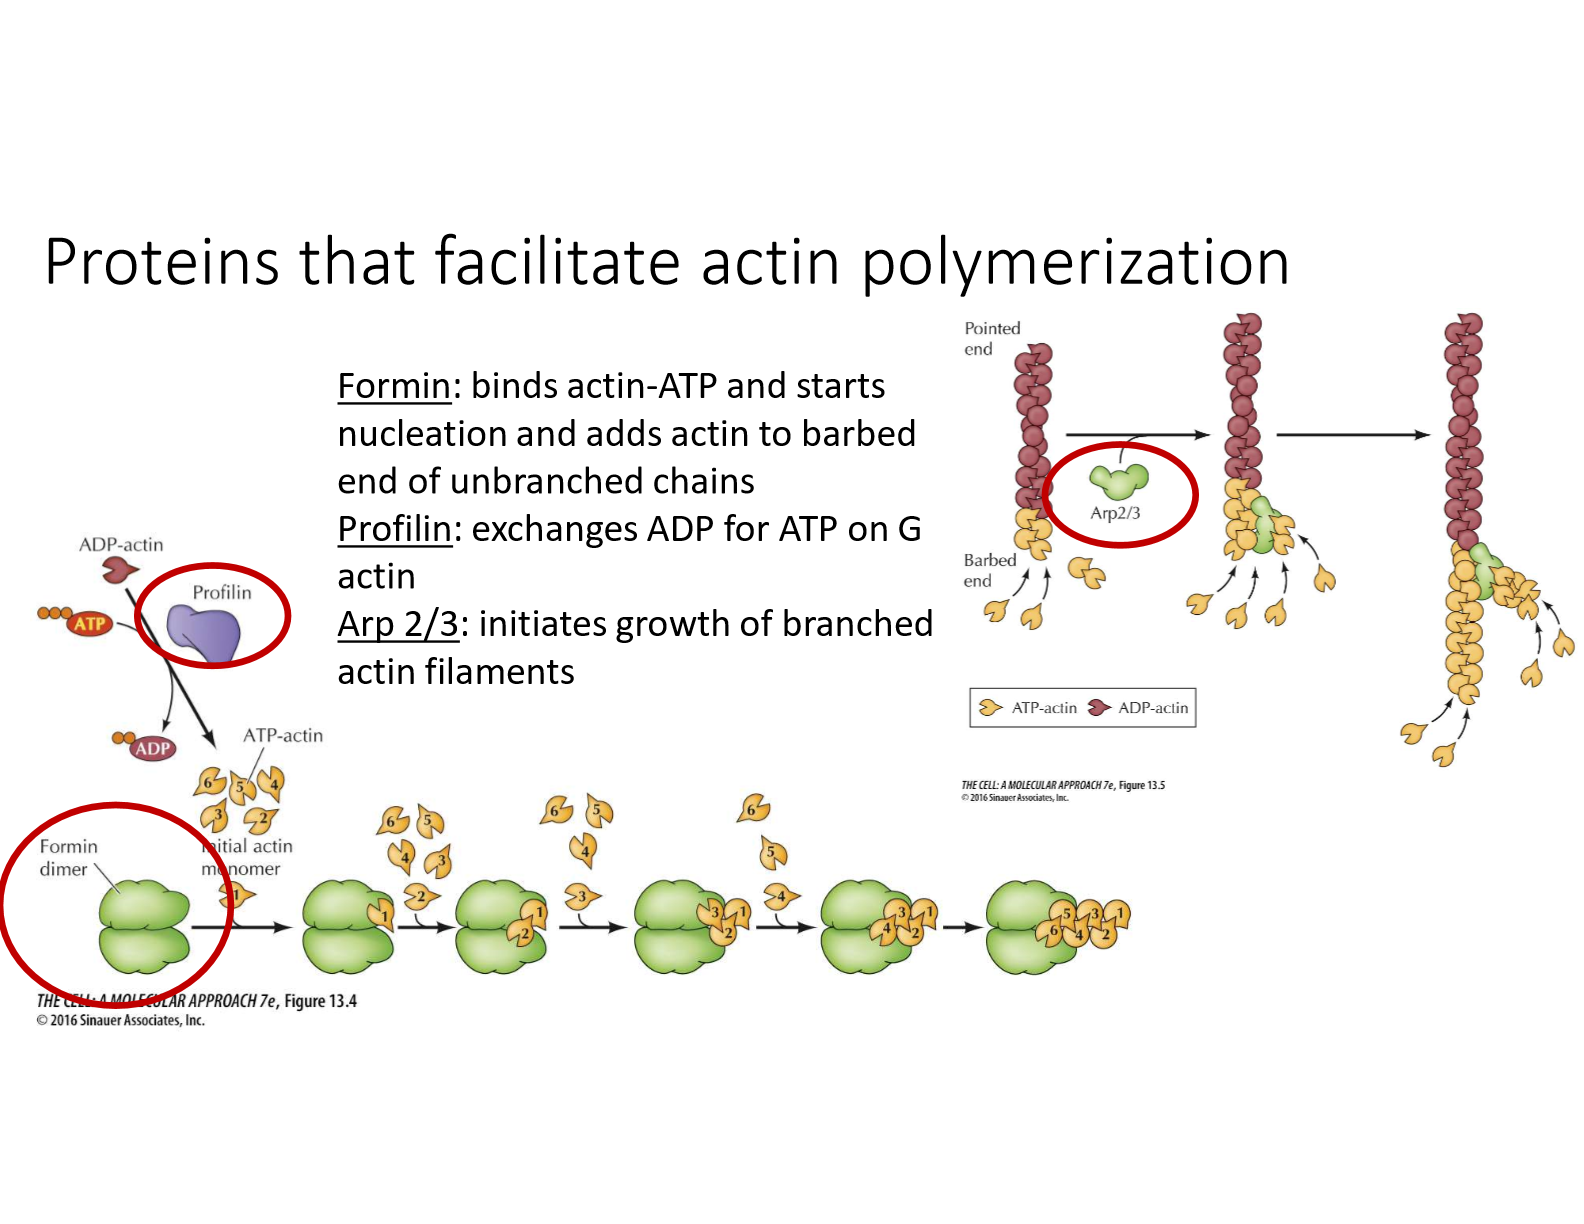 Proteins that facilitate actin polymerization
Formin: binds actin-ATP and starts
nucleation and adds actin to barbed
end of unbranched chains
Profilin: exchanges ADP for ATP on G
actin
Arp 2/3: initiates growth of branched
actin filaments
Pointed
end
Arp2/3
Barbed
end
ATP-actin
ADP-actin
THE CELL: A MOLECULAR APPROACH 7e, Figure 13.5
© 2016 Sinauer Associates, Inc.
ADP-actin
Profilin
ATP
ADP
ATP-actin
6 5 4
3 2
Formin
dimer
Initial actin
monomer
1
6 5
4 3
2
1
6 5
4
3
1
2
6
5
4
3 1
2
3 1
4 2
5 3 1
6 4 2
THE CELL: A MOLECULAR APPROACH 7e, Figure 13.4
© 2016 Sinauer Associates, Inc.